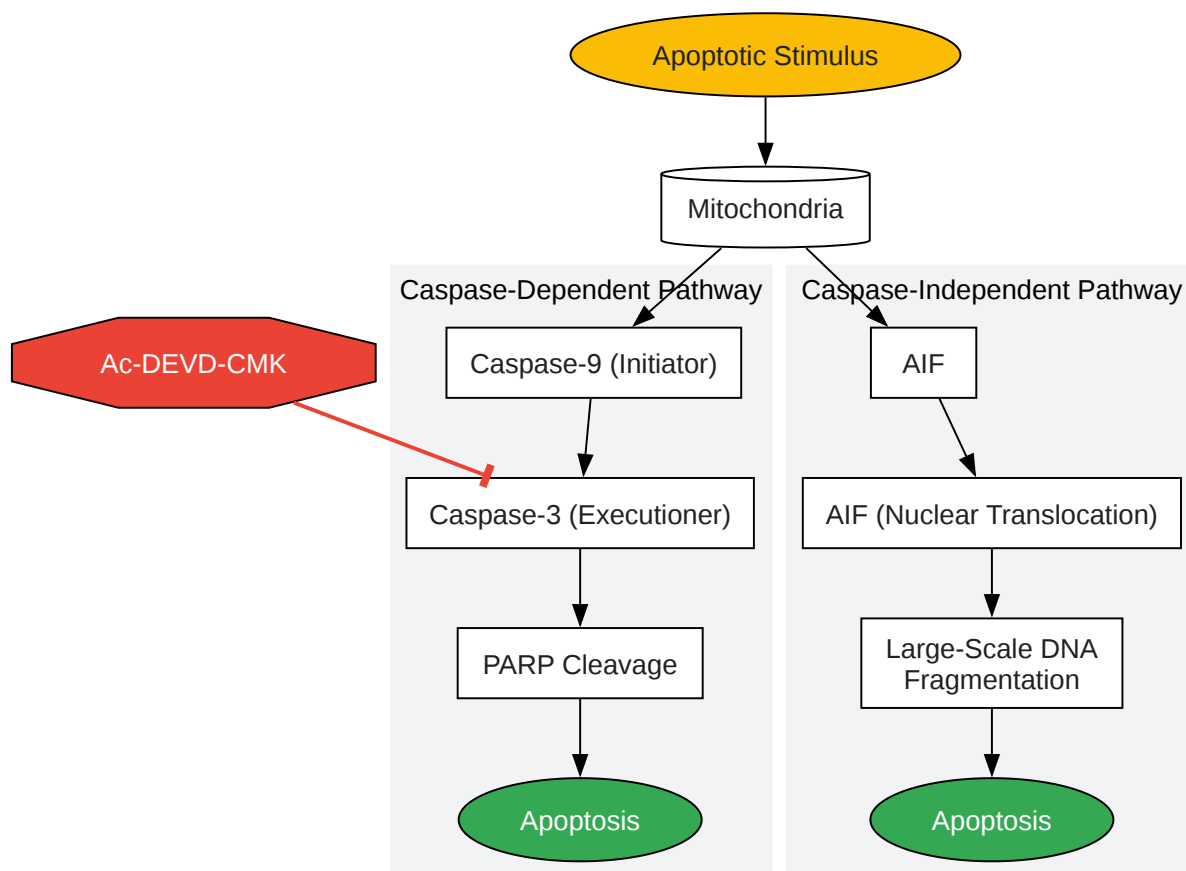 Apoptotic Stimulus
Mitochondria
Caspase-Dependent Pathway
Caspase-Independent Pathway
Ac-DEVD-CMK
Caspase-9 (Initiator)
AIF
Caspase-3 (Executioner)
AIF (Nuclear Translocation)
PARP Cleavage
Large-Scale DNA
Fragmentation
Apoptosis
Apoptosis